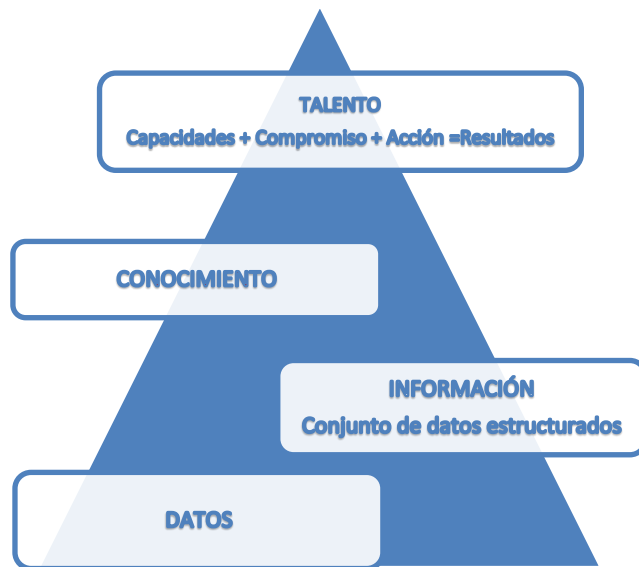 TALENTO
Capacidades + Compromiso + Acción =Resultados
CONOCIMIENTO
INFORMACIÓN
Conjunto de datos estructurados
DATOS